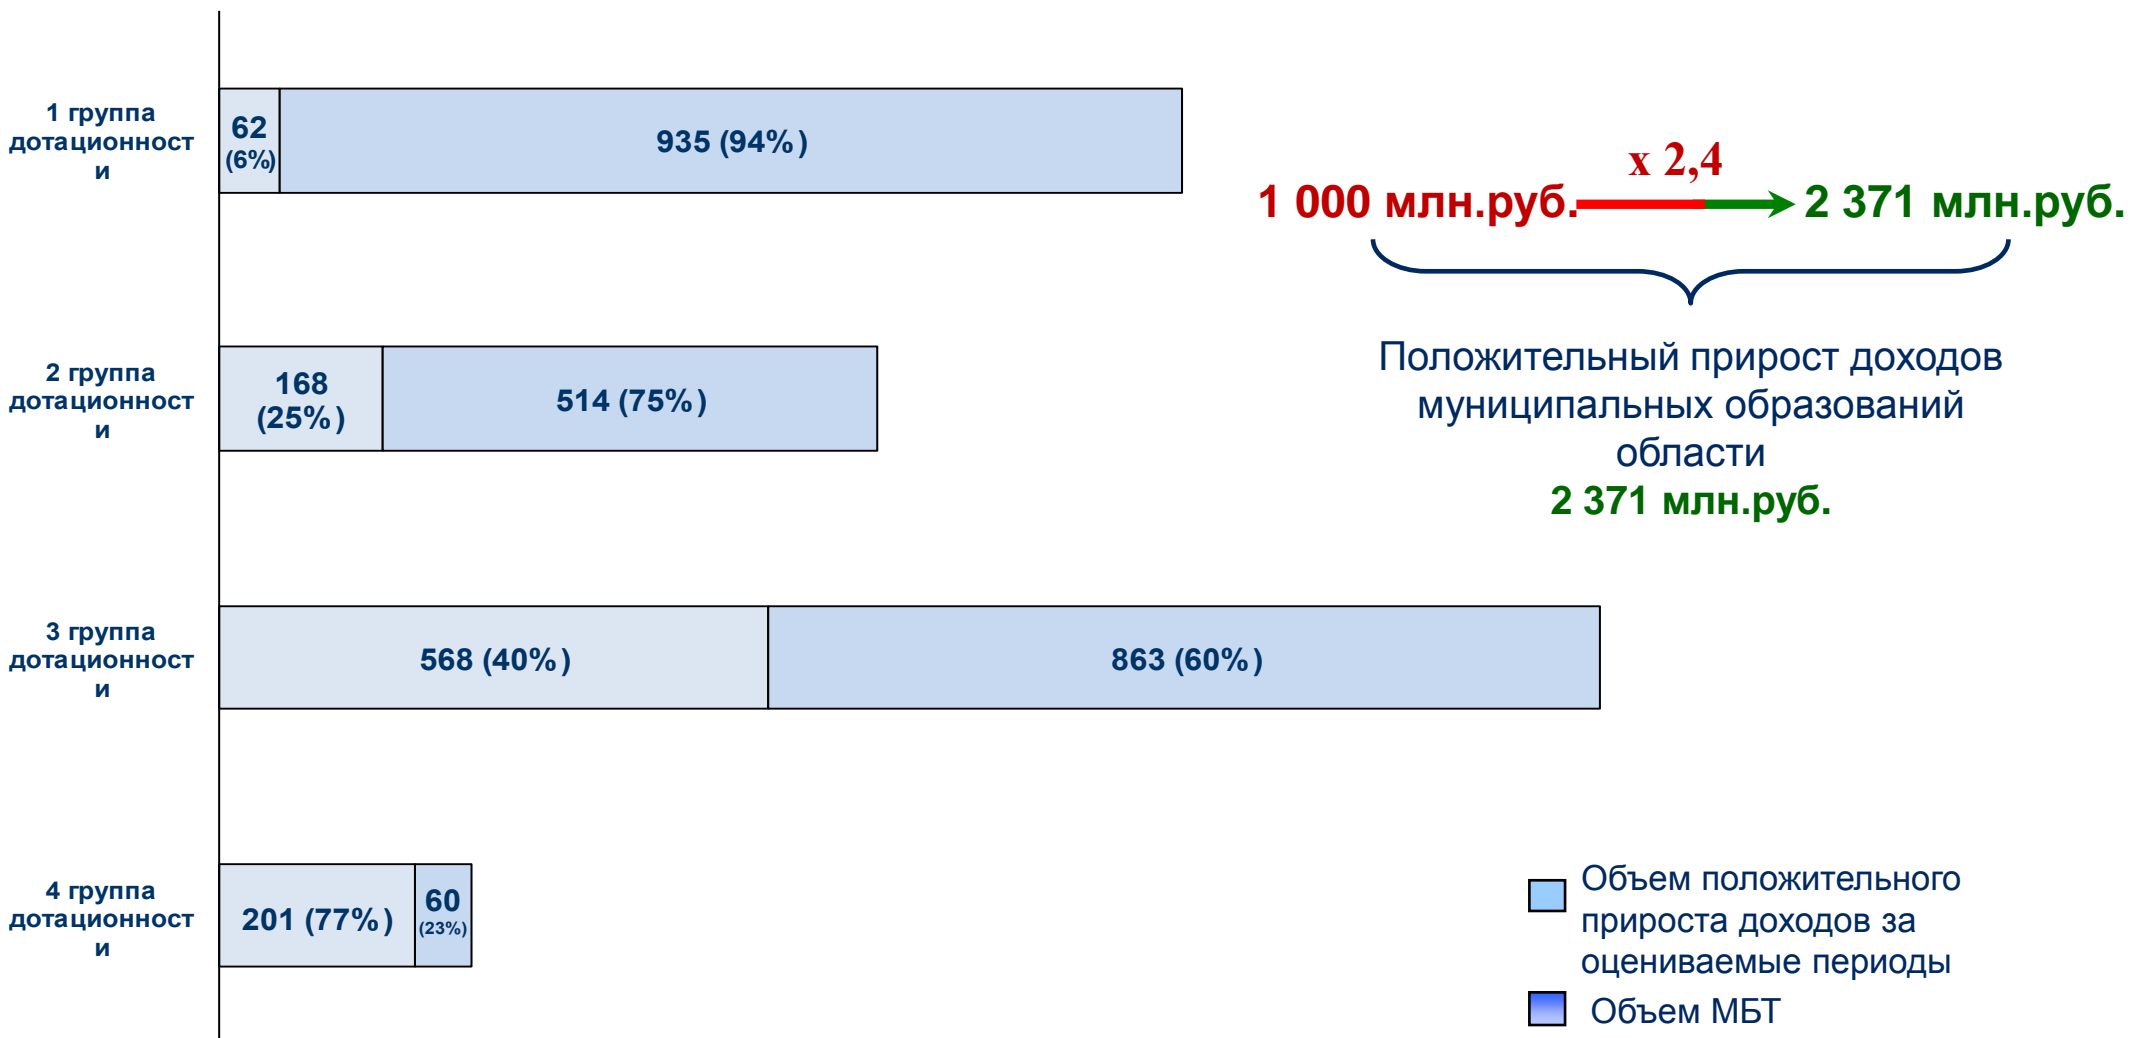 1 группа
дотационност
и
62
(6%)
935 (94%)
х 2,4
1 000 млн.руб.
2 371 млн.руб.
Положительный прирост доходов
муниципальных образований
области
2 371 млн.руб.
2 группа
дотационност
и
168
(25%)
514 (75%)
3 группа
дотационност
и
568 (40%)
863 (60%)
4 группа
дотационност
и
201 (77%)
60
(23%)
Объем положительного
прироста доходов за
оцениваемые периоды
Объем МБТ